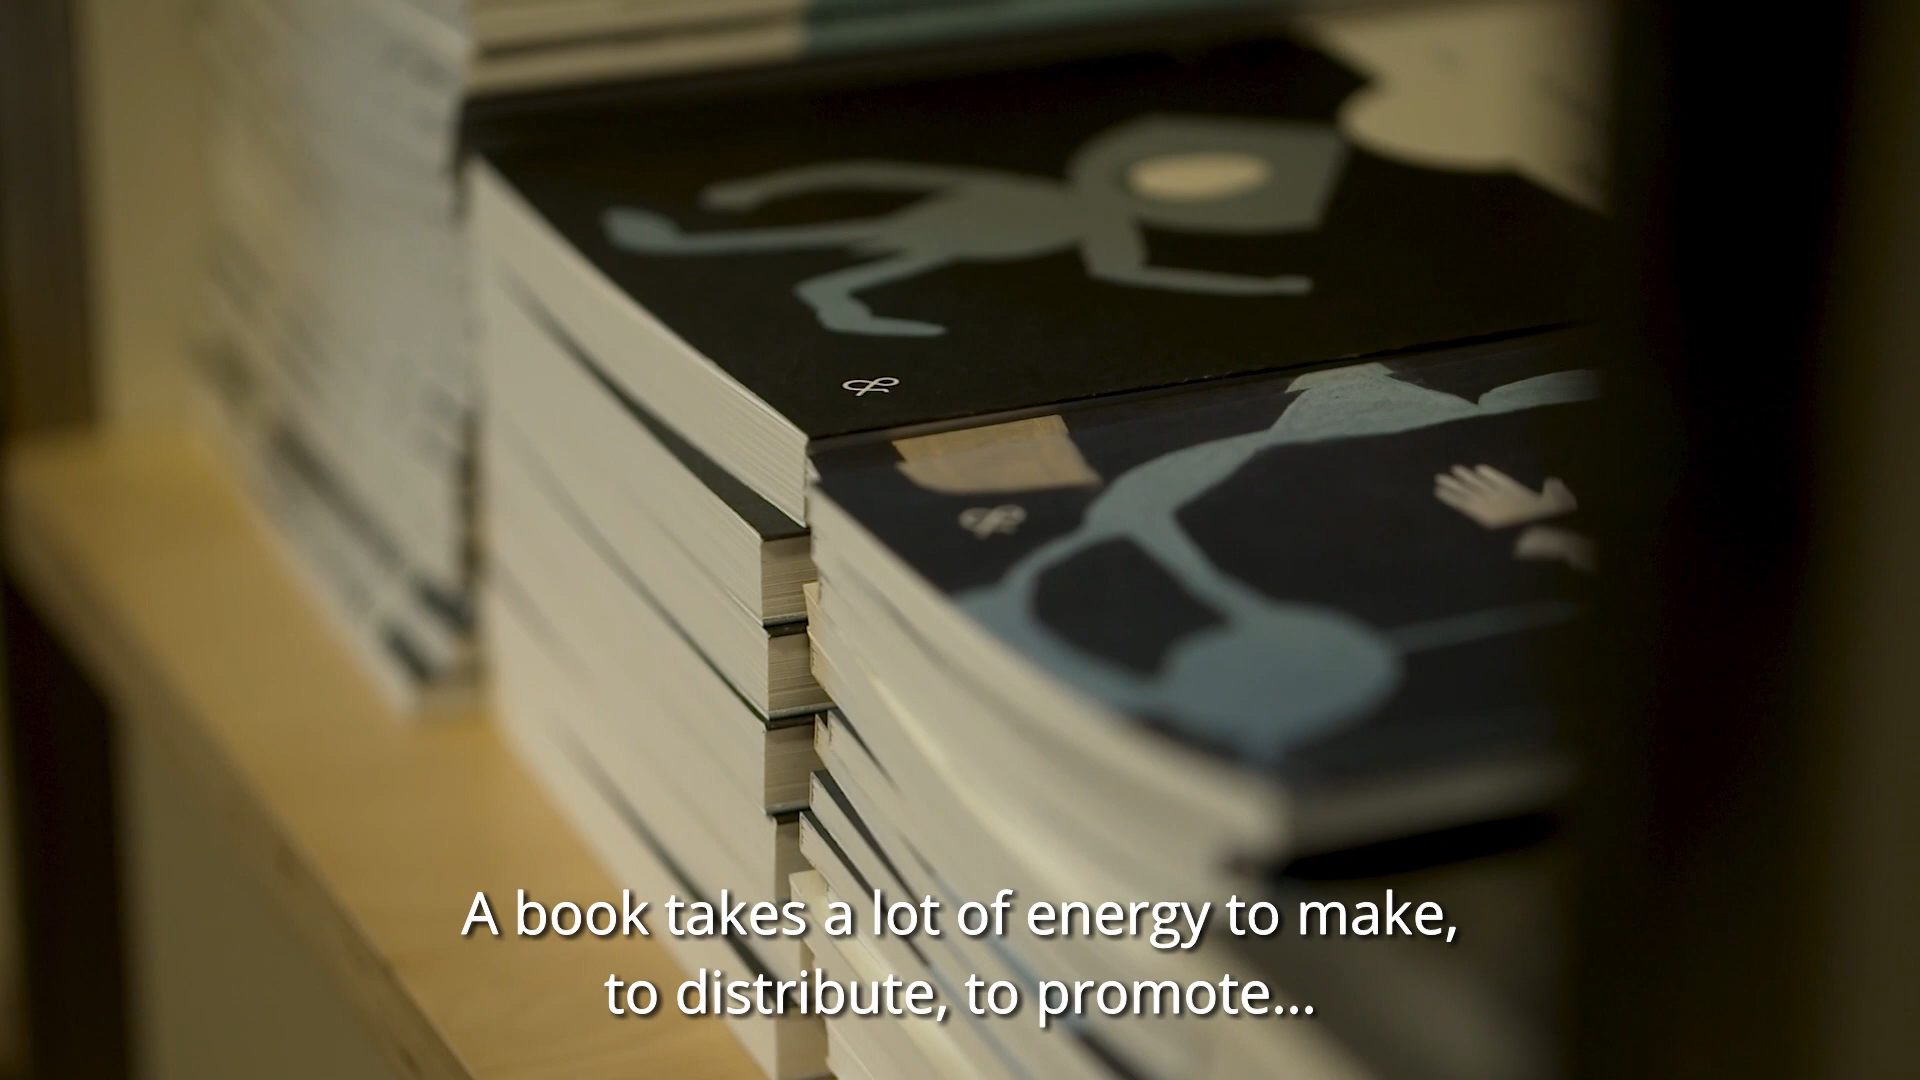 &
&
A book takes a lot of energy to make,
to distribute, to promote...